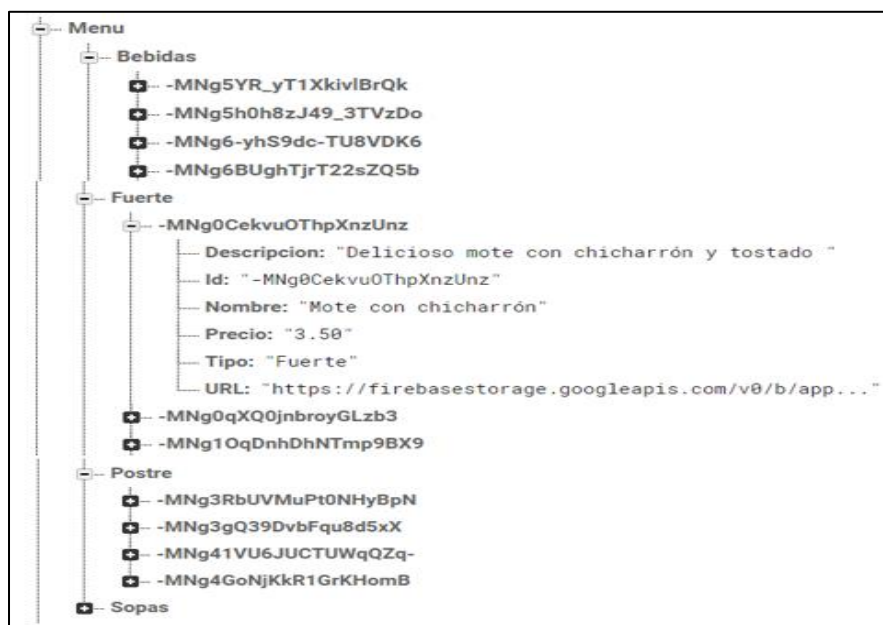 Menu
Bebidas
-MNg5YR_yT1XkivlBrQk
-MNg5h0h8zJ49_3TVzDo
-MNg6-yhS9dc-TU8VDK6
-MNg6BUghTjrT22sZQ5b
Fuerte
-MNg0CekvuOThpXnzUnz
Descripcion: "Delicioso mote con chicharrón y tostado "
Id: "-MNg0CekvuOThpXnzUnz"
Nombre: "Mote con chicharrón"
Precio: "3.50"
Tipo: "Fuerte"
URL: "https://firebasestorage.googleapis.com/v0/b/app..."
-MNg0qXQ0jnbroyGLzb3
-MNg1OqDnhDhNTmp9BX9
Postre
-MNg3RbUVMuPt0NHyBpN
-MNg3gQ39DvbFqu8d5xX
-MNg41VU6JUCTUWqQZq-
-MNg4GoNjKkR1GrKHomB
Sopas